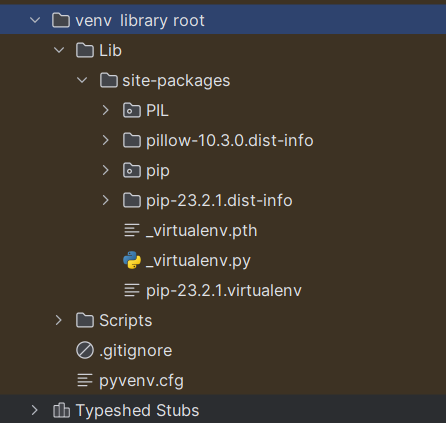 venv library root
Lib
site-packages
PIL
pillow-10.3.0.dist-info
pip
pip-23.2.1.dist-info
_virtualenv.pth
_virtualenv.py
pip-23.2.1.virtualenv
Scripts
.gitignore
pyvenv.cfg
Typeshed Stubs